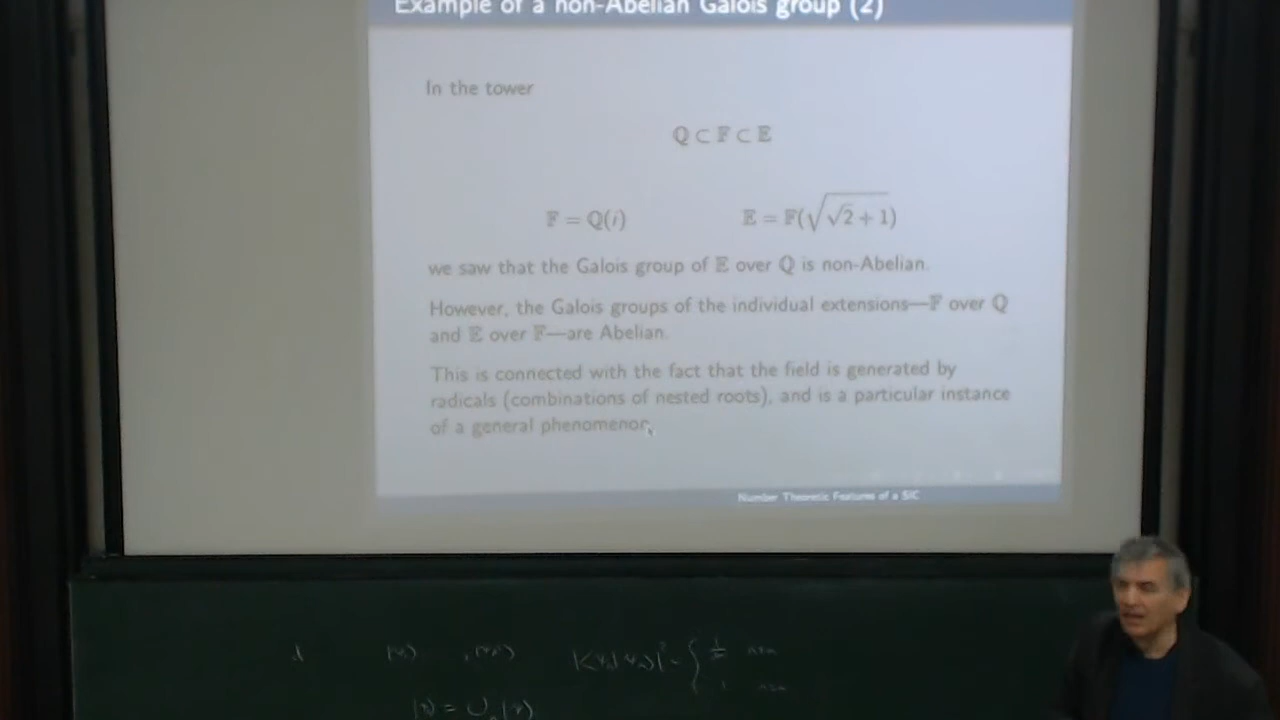 Example of a non-Abelian Galois group (2)
In the tower
ℚ ⊂ 𝔽 ⊂ 𝔼
𝔽 = ℚ(i) 𝔼 = 𝔽(√(√2 + 1))
we saw that the Galois group of 𝔼 over ℚ is non-Abelian.
However, the Galois groups of the individual extensions—𝔽 over ℚ
and 𝔼 over 𝔽—are Abelian.
This is connected with the fact that the field is generated by
radicals (combinations of nested roots), and is a particular instance
of a general phenomenon.
Number Theoretic Features of a SIC